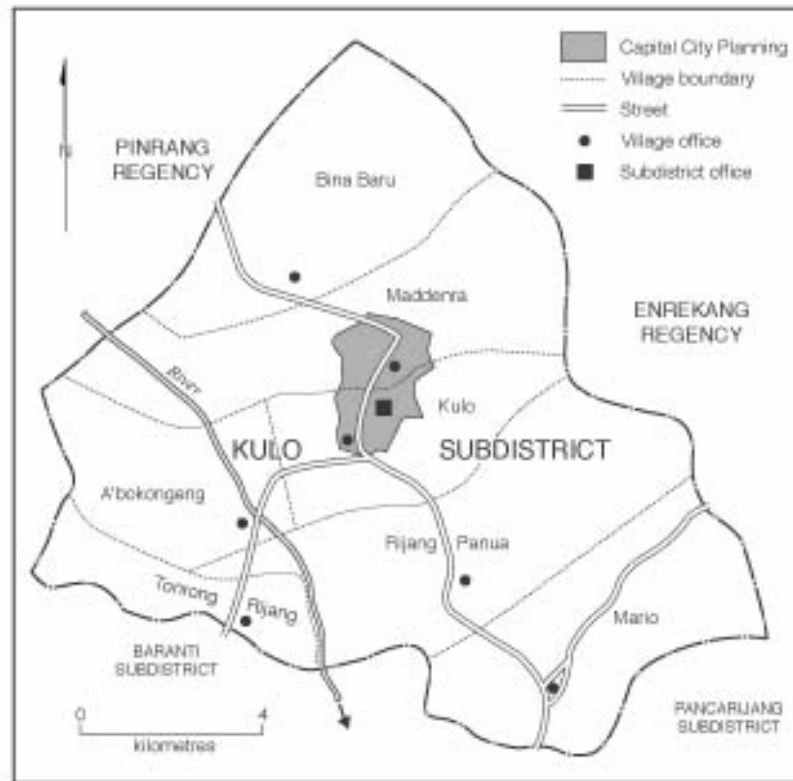 Capital City Planning
Village boundary
Street
Village office
Subdistrict office
N
PINRANG
REGENCY
Bina Baru
Maddenra
ENREKANG
REGENCY
River
Kulo
KULO SUBDISTRICT
A'bokongeng
Rijang Panua
Tonrong Rijang
Mario
BARANTI
SUBDISTRICT
PANCARIJANG
SUBDISTRICT
0 4
kilometres